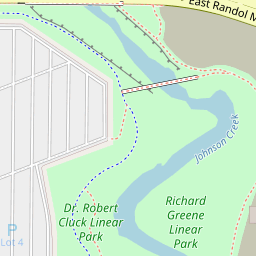 East Randol M
Johnson Creek
Richard
Greene
Linear
Park
Dr. Robert
Cluck Linear
Park
P
Lot 4